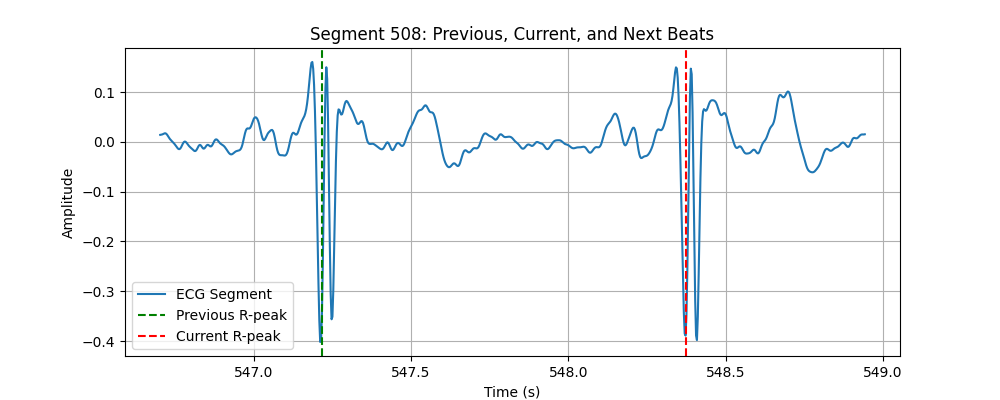 Segment 508: Previous, Current, and Next Beats
Amplitude
0.1
0.0
−0.1
−0.2
−0.3
−0.4
ECG Segment
Previous R-peak
Current R-peak
547.0
547.5
548.0
548.5
549.0
Time (s)